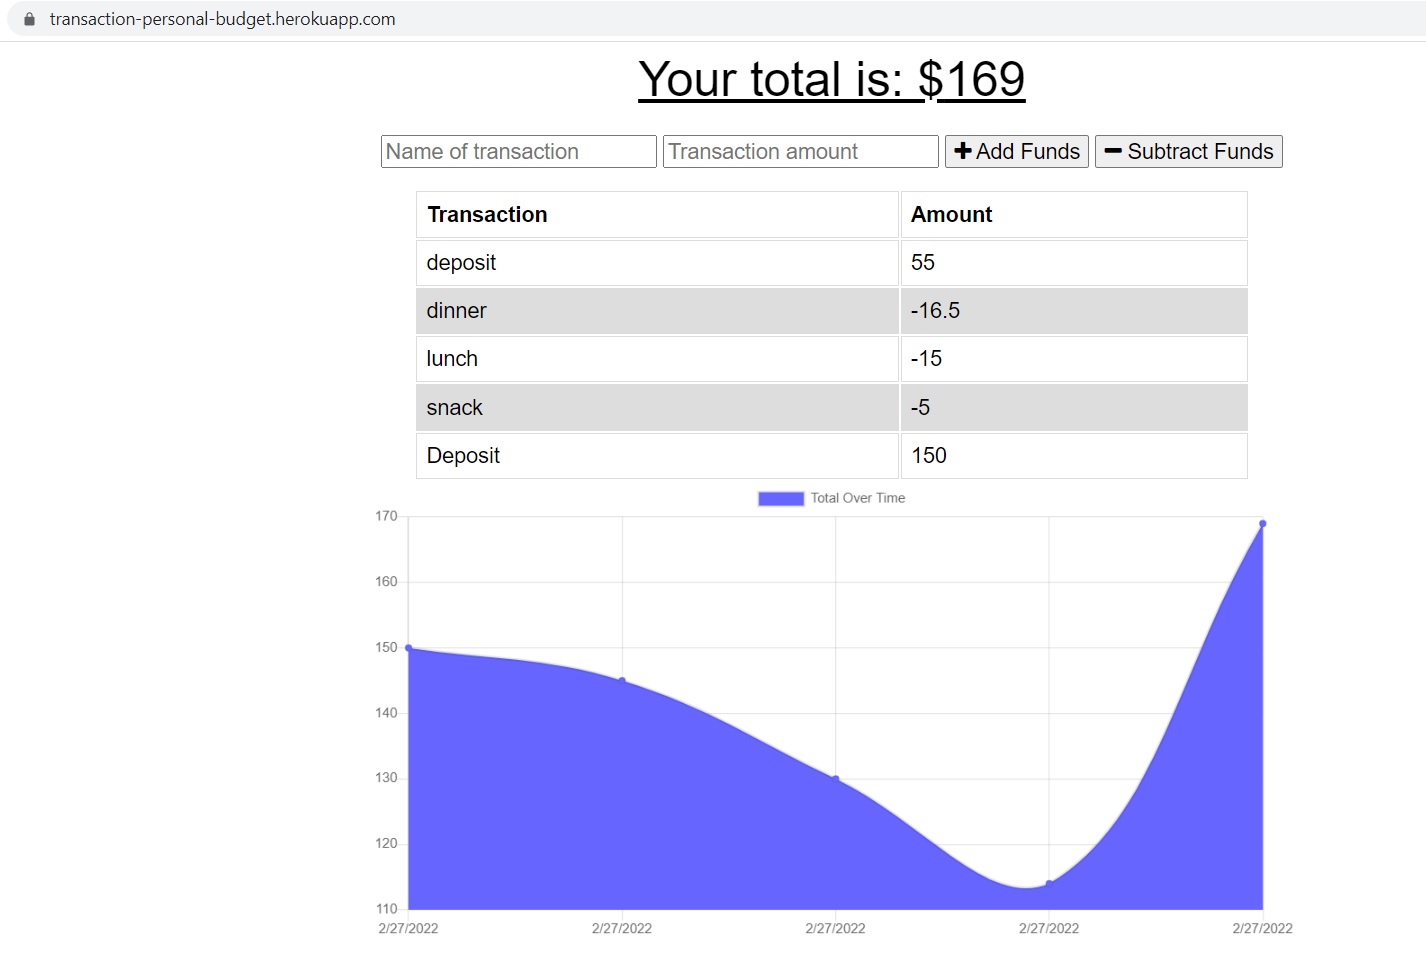 transaction-personal-budget.herokuapp.com
Your total is: $169
Name of transaction Transaction amount Add Funds Subtract Funds
Transaction Amount
deposit 55
dinner -16.5
lunch -15
snack -5
Deposit 150
Total Over Time
170
160
150
140
130
120
110
2/27/2022 2/27/2022 2/27/2022 2/27/2022 2/27/2022